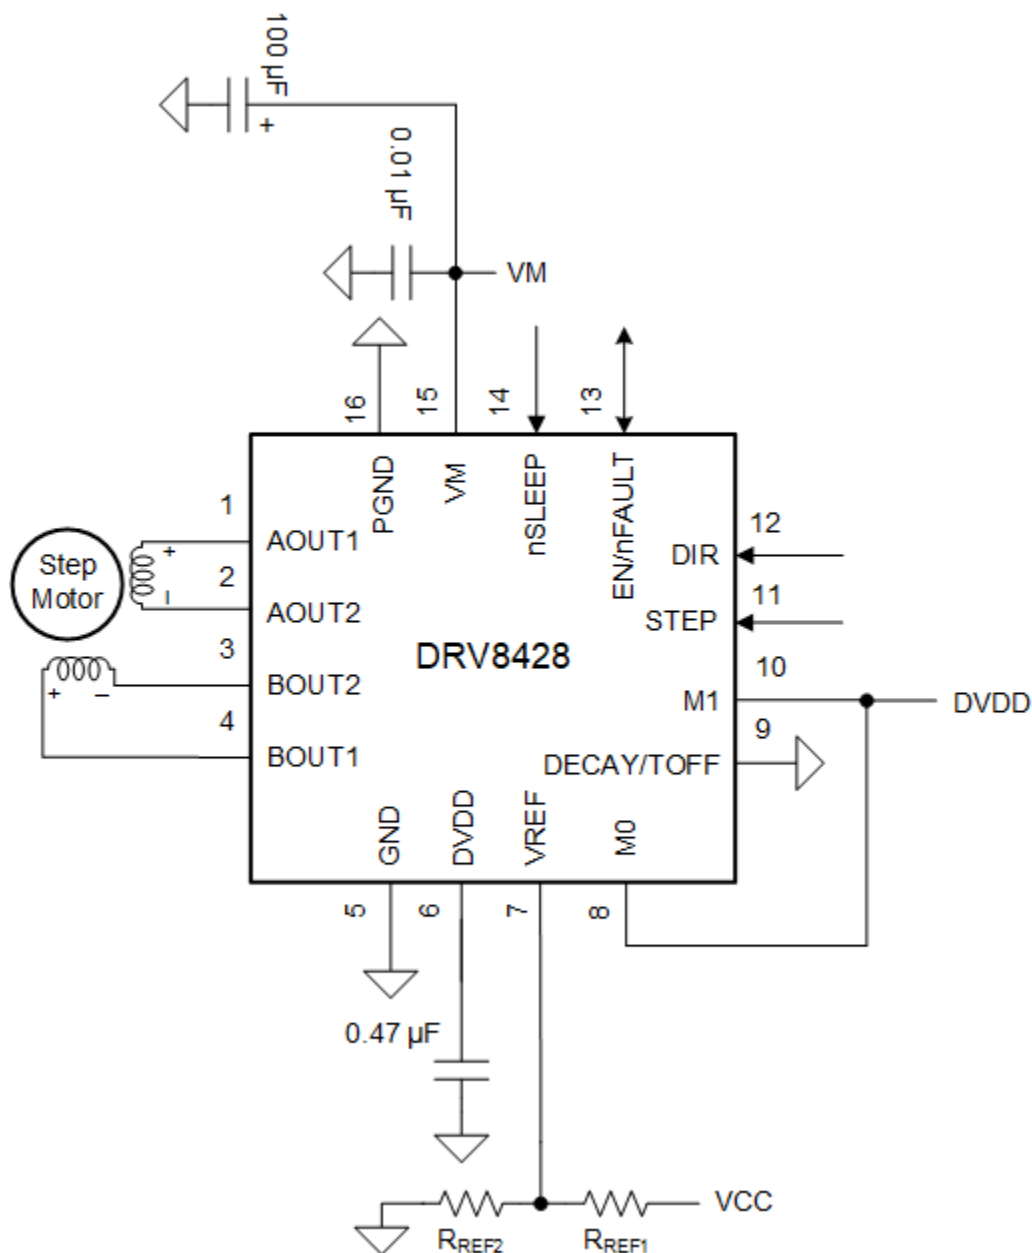 100 µF
+
0.01 µF
VM
16
15
14
13
PGND
VM
nSLEEP
EN/nFAULT
1
AOUT1
12
DIR
Step
Motor
+
–
2
AOUT2
11
STEP
DRV8428
3
BOUT2
10
M1
DVDD
+ –
4
BOUT1
9
DECAY/TOFF
GND
DVDD
VREF
M0
5
6
7
8
0.47 µF
VCC
RREF2
RREF1